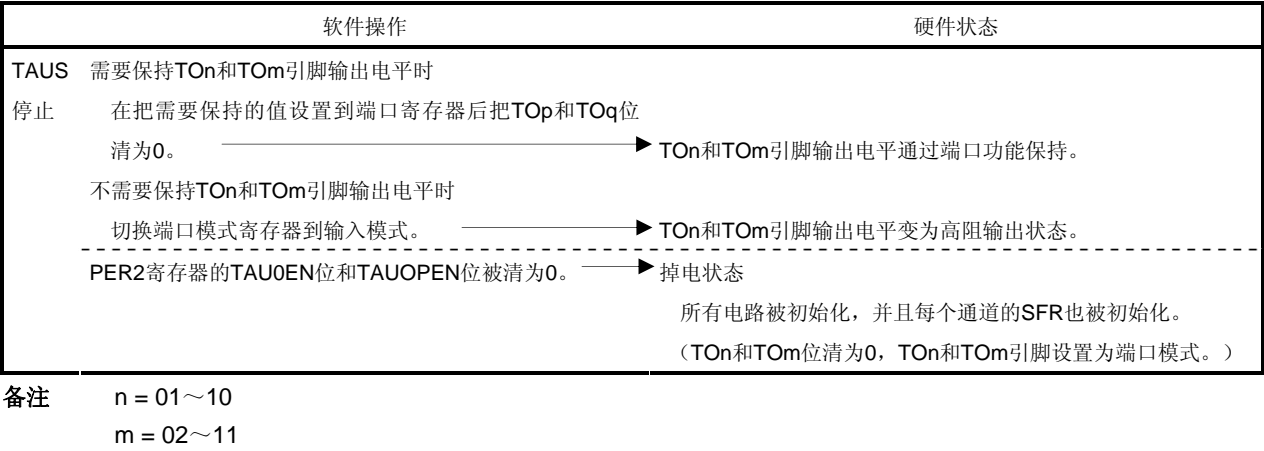 软件操作 硬件状态
TAUS 需要保持TOn和TOm引脚输出电平时
停止 在把需要保持的值设置到端口寄存器后把TOp和TOq位
清为0。 TOn和TOm引脚输出电平通过端口功能保持。
不需要保持TOn和TOm引脚输出电平时
切换端口模式寄存器到输入模式。 TOn和TOm引脚输出电平变为高阻输出状态。
PER2寄存器的TAU0EN位和TAUOPEN位被清为0。 掉电状态
所有电路被初始化，并且每个通道的SFR也被初始化。
（TOn和TOm位清为0，TOn和TOm引脚设置为端口模式。）
备注 n = 01～10
m = 02～11